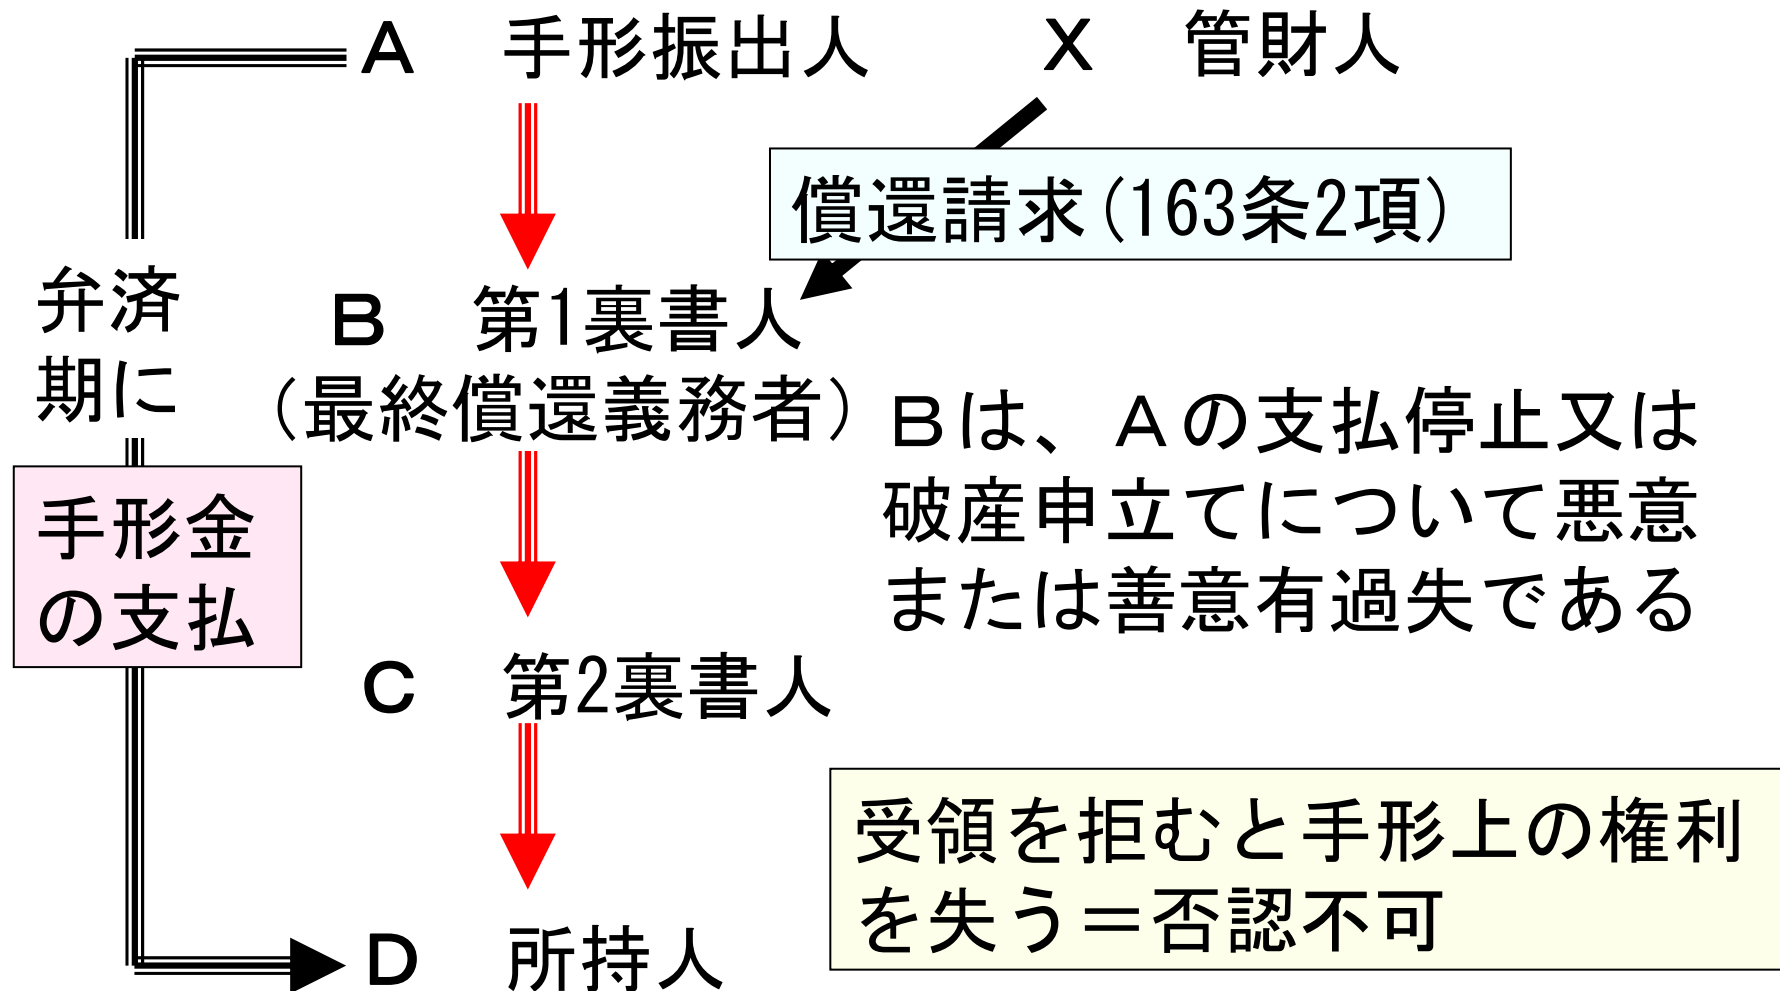 A 手形振出人
X 管財人
償還請求(163条2項)
弁済
期に
B 第1裏書人
(最終償還義務者)
Bは、Aの支払停止又は
破産申立てについて悪意
または善意有過失である
手形金
の支払
C 第2裏書人
受領を拒むと手形上の権利
を失う=否認不可
D 所持人